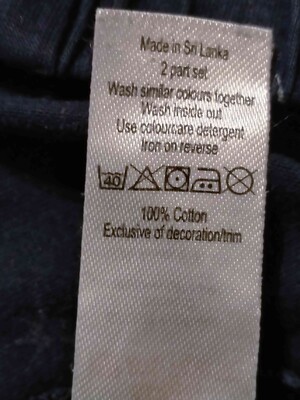 Made in Sri Lanka
2 part set
Wash similar colours together
Wash inside out
Use colourcare detergent
Iron on reverse
40
100% Cotton
Exclusive of decoration/trim